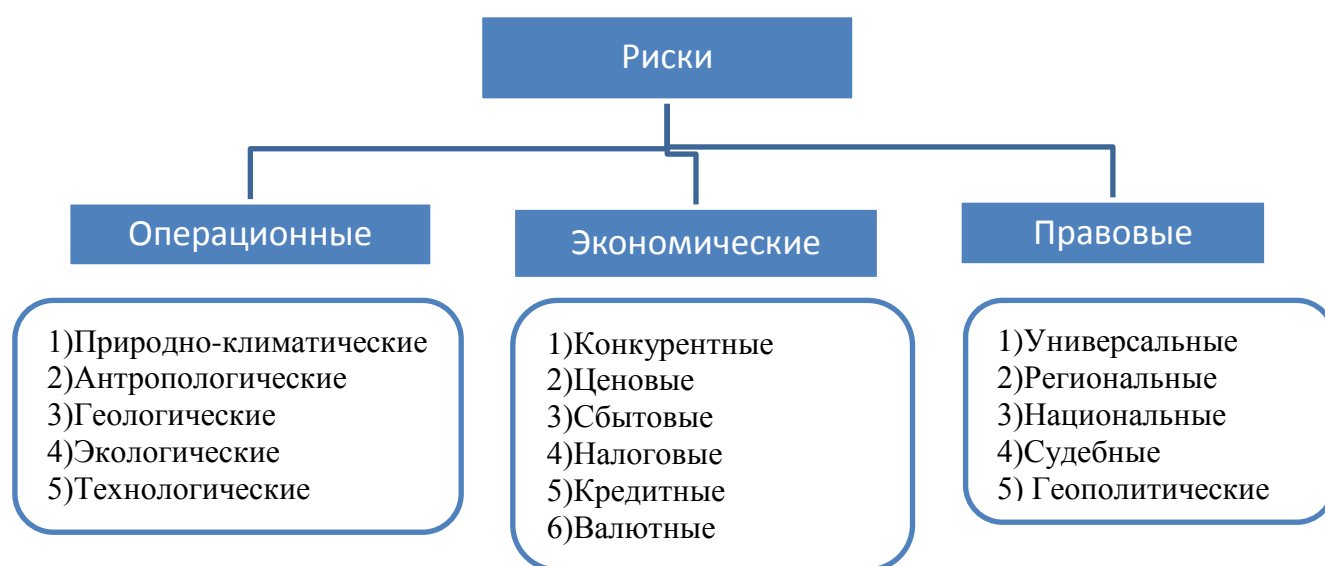 Риски
Операционные
Экономические
Правовые
1)Природно-климатические
2)Антропологические
3)Геологические
4)Экологические
5)Технологические
1)Конкурентные
2)Ценовые
3)Сбытовые
4)Налоговые
5)Кредитные
6)Валютные
1)Универсальные
2)Региональные
3)Национальные
4)Судебные
5) Геополитические